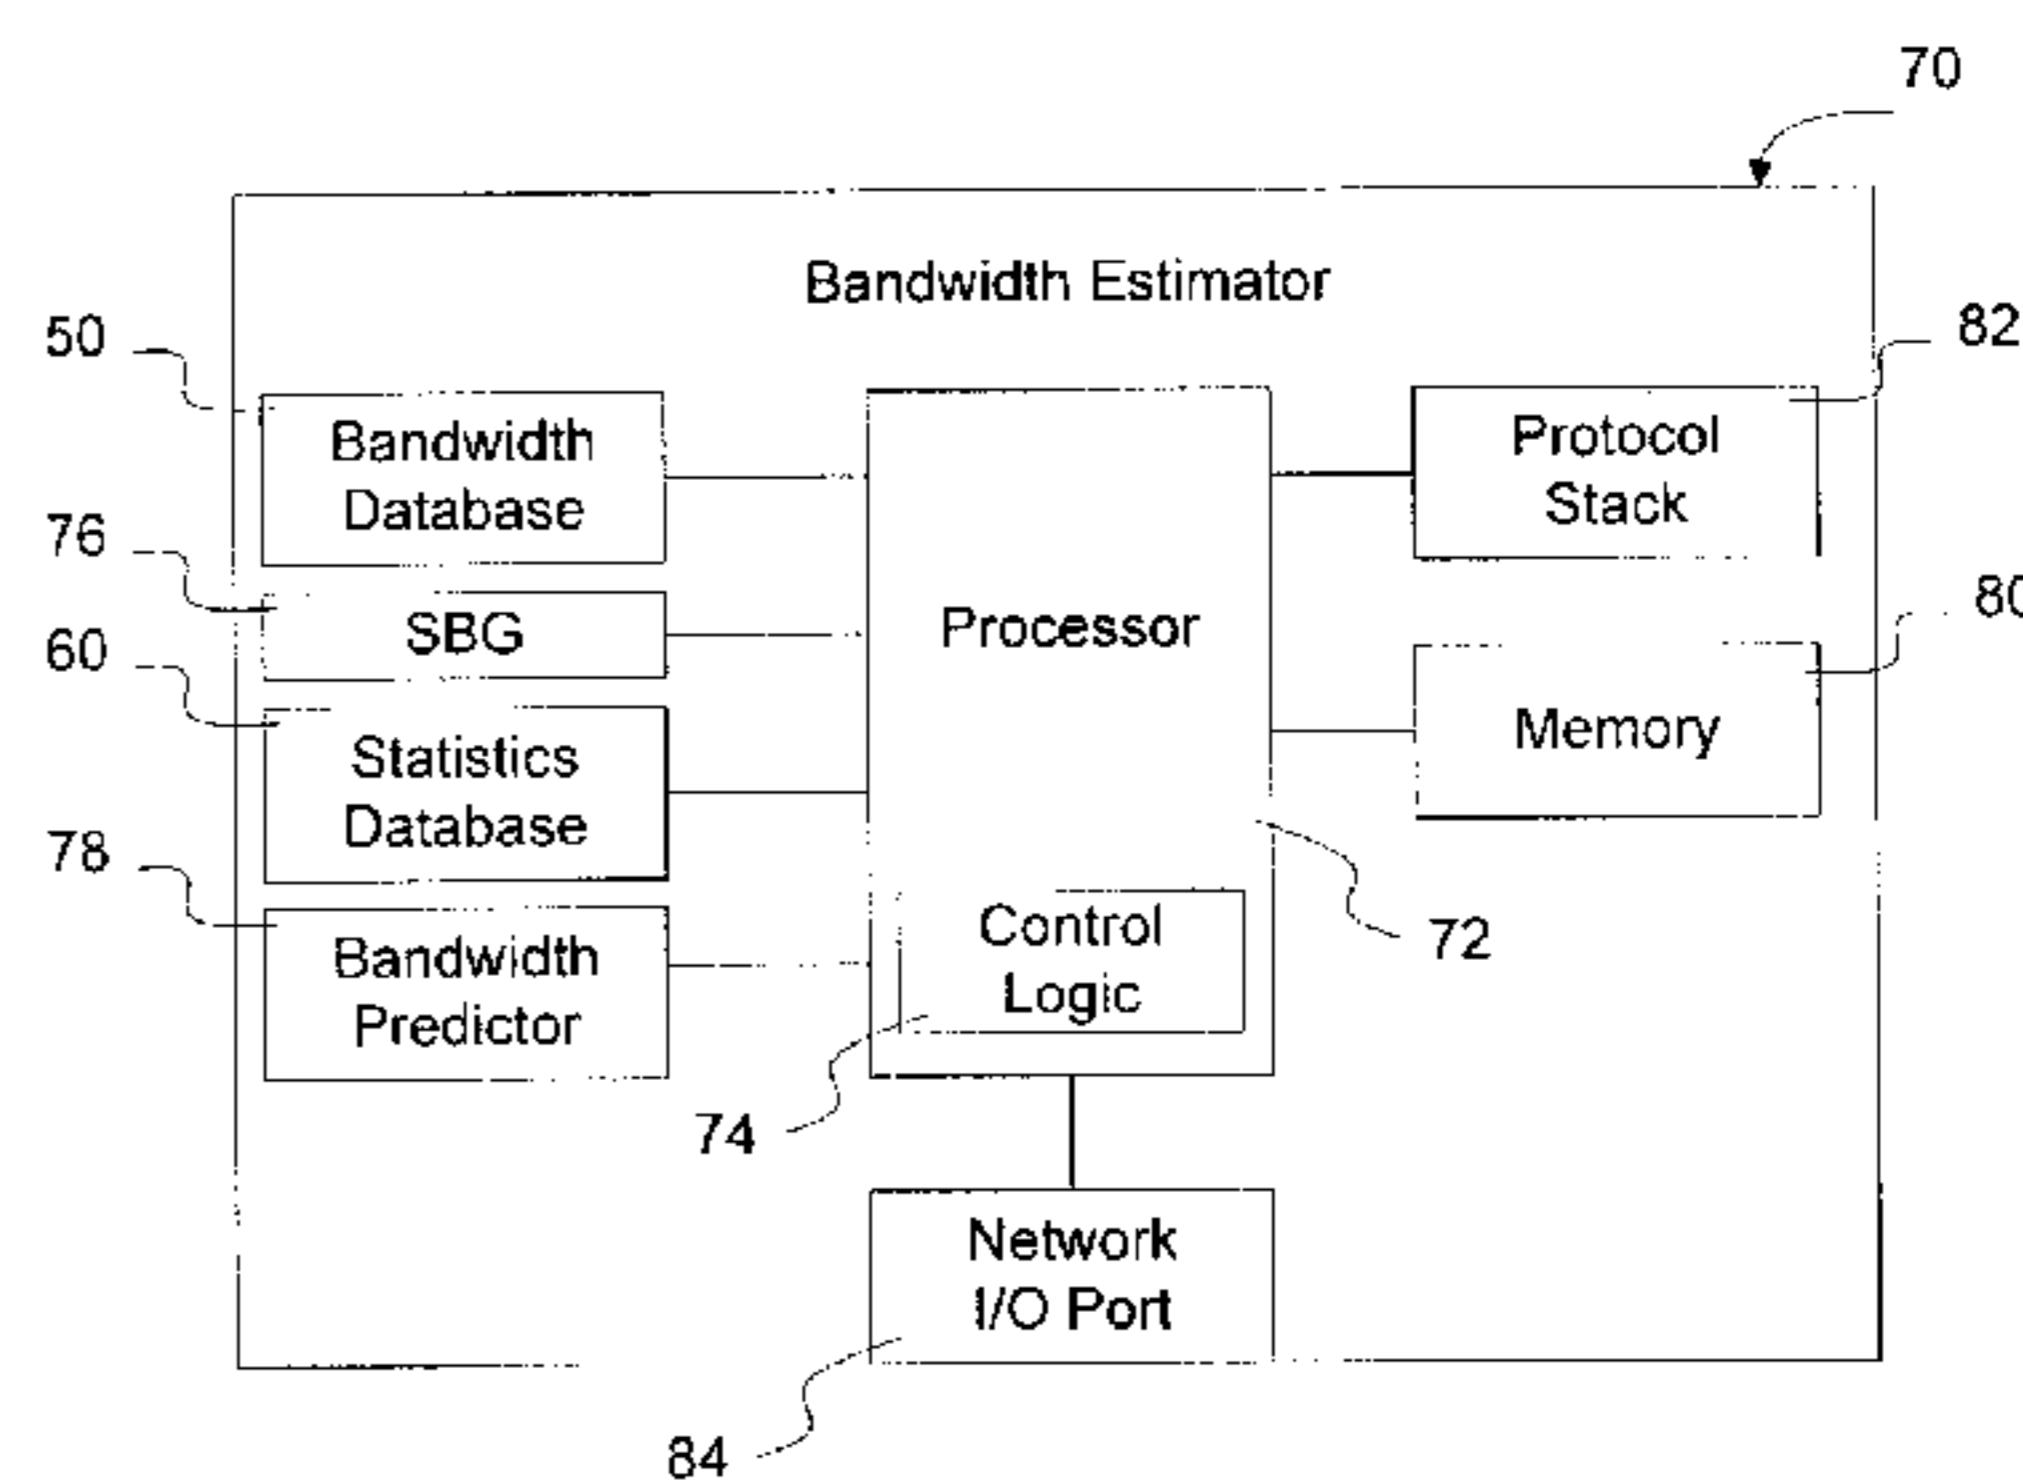 70
Bandwidth Estimator
50
82
Bandwidth
Database
Protocol
Stack
76
SBG
80
Processor
60
Statistics
Database
Memory
78
Bandwidth
Predictor
Control
Logic
72
74
Network
I/O Port
84